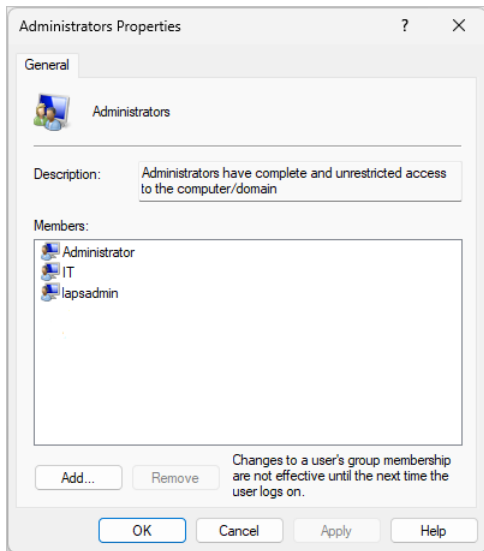 Administrators Properties
?
General
Administrators
Description:
Administrators have complete and unrestricted access
to the computer/domain
Members:
Administrator
IT
lapsadmin
Add...
Remove
Changes to a user's group membership
are not effective until the next time the
user logs on.
OK
Cancel
Apply
Help